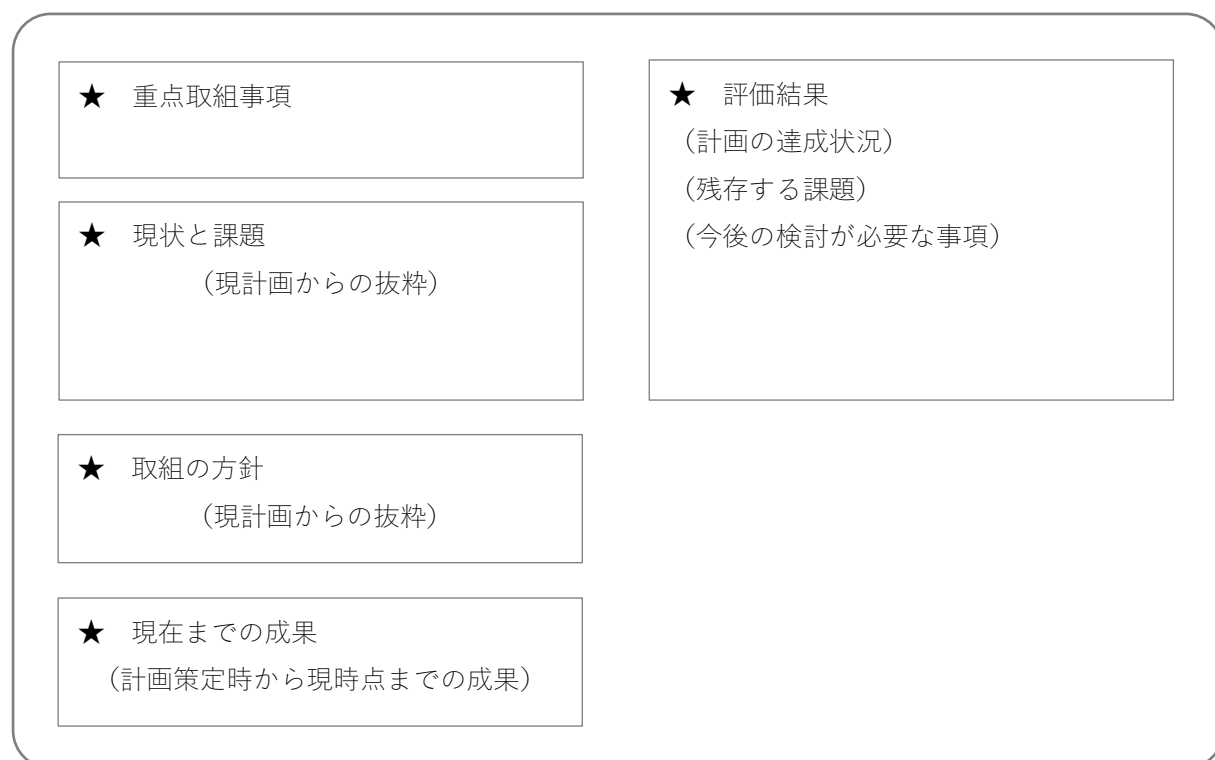 ★ 重点取組事項
★ 現状と課題
(現計画からの抜粋)
★ 取組の方針
(現計画からの抜粋)
★ 現在までの成果
(計画策定時から現時点までの成果)
★ 評価結果
(計画の達成状況)
(残存する課題)
(今後の検討が必要な事項)